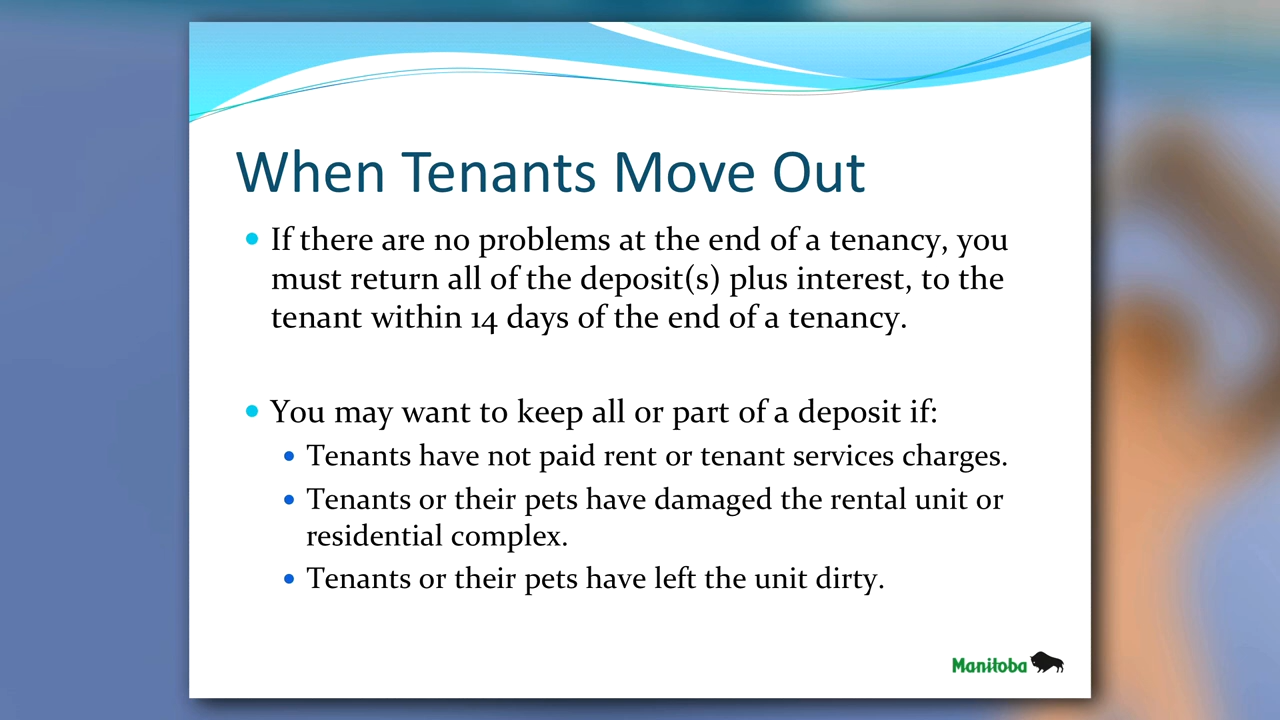 When Tenants Move Out
If there are no problems at the end of a tenancy, you
must return all of the deposit(s) plus interest, to the
tenant within 14 days of the end of a tenancy.
You may want to keep all or part of a deposit if:
Tenants have not paid rent or tenant services charges.
Tenants or their pets have damaged the rental unit or
residential complex.
Tenants or their pets have left the unit dirty.
Manitoba